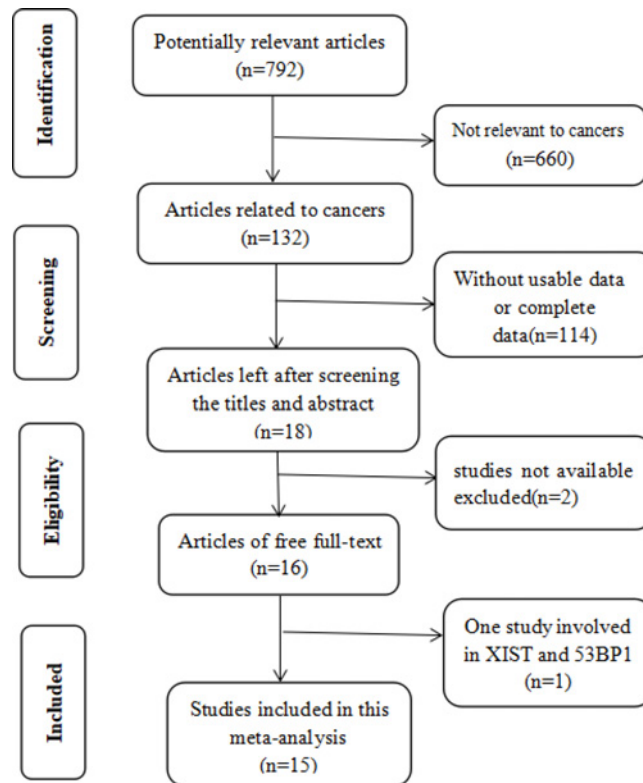 Identification
Potentially relevant articles
(n=792)
Not relevant to cancers
(n=660)
Articles related to cancers
(n=132)
Screening
Without usable data
or complete
data(n=114)
Articles left after screening
the titles and abstract
(n=18)
Eligibility
studies not available
excluded(n=2)
Articles of free full-text
(n=16)
One study involved
in XIST and 53BP1
(n=1)
Included
Studies included in this
meta-analysis
(n=15)